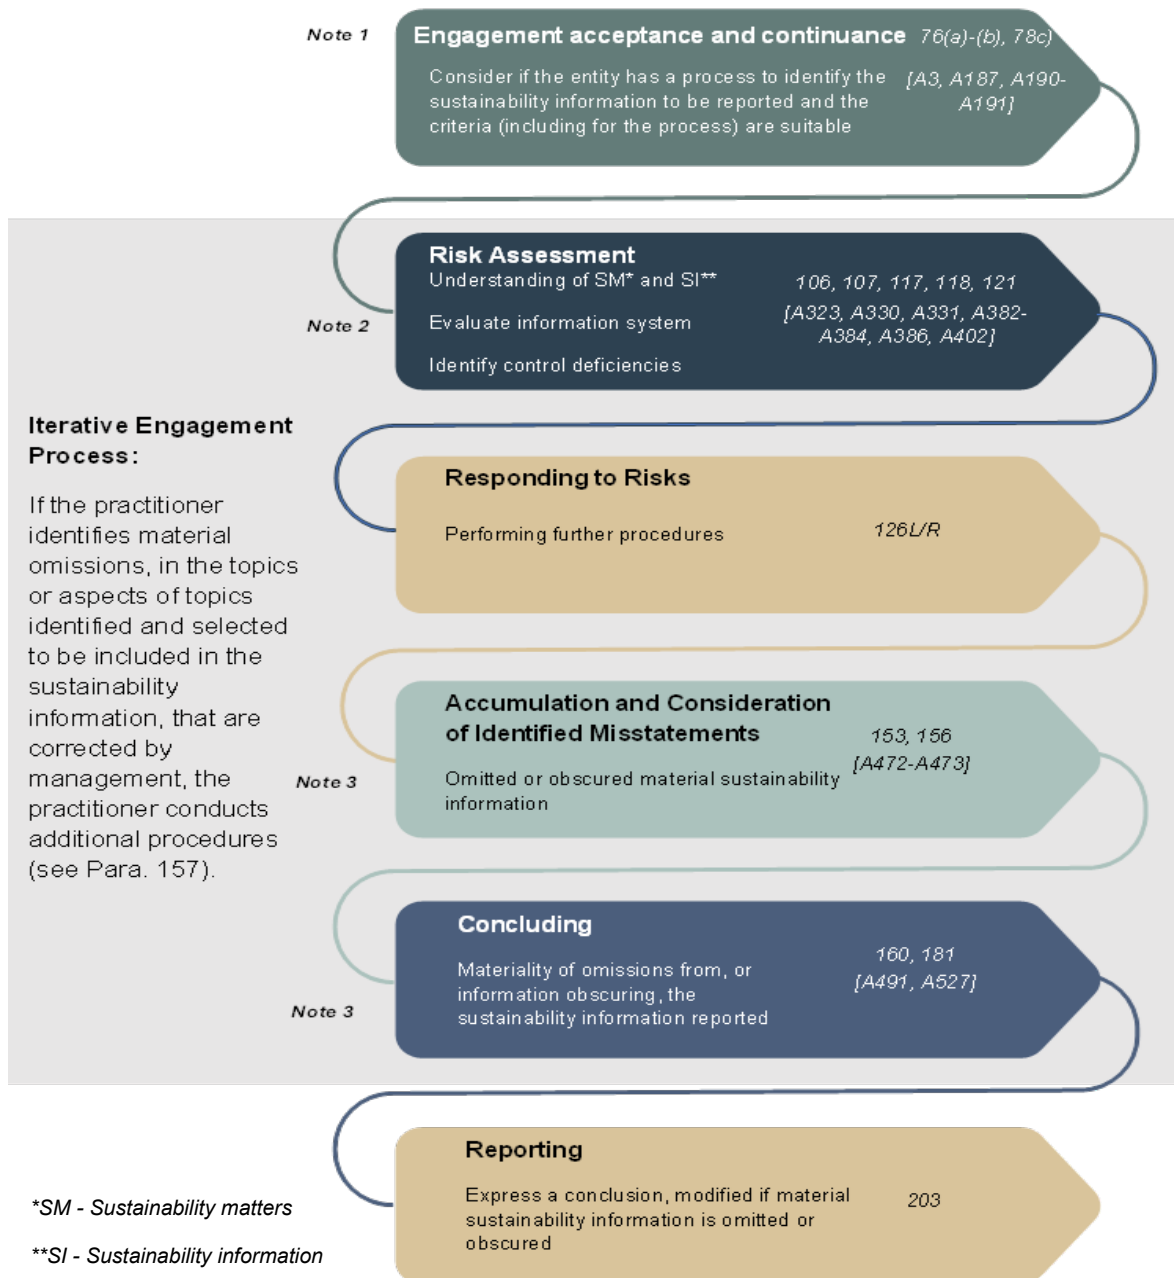 Note 1
Engagement acceptance and continuance 76(a)-(b), 78c)
Consider if the entity has a process to identify the
sustainability information to be reported and the
criteria (including for the process) are suitable
[A3, A187, A190-
A191]
Risk Assessment
Understanding of SM* and SI**
Evaluate information system
Identify control deficiencies
106, 107, 117, 118, 121
[A323, A330, A331, A382-
A384, A386, A402]
Note 2
Iterative Engagement
Process:
If the practitioner
identifies material
omissions, in the topics
or aspects of topics
identified and selected
to be included in the
sustainability
information, that are
corrected by
management, the
practitioner conducts
additional procedures
(see Para. 157).
Responding to Risks
Performing further procedures
126L/R
Accumulation and Consideration
of Identified Misstatements
Omitted or obscured material sustainability
information
153, 156
[A472-A473]
Note 3
Concluding
Materiality of omissions from, or
information obscuring, the
sustainability information reported
160, 181
[A491, A527]
Note 3
Reporting
Express a conclusion, modified if material
sustainability information is omitted or
obscured
203
*SM - Sustainability matters
**SI - Sustainability information